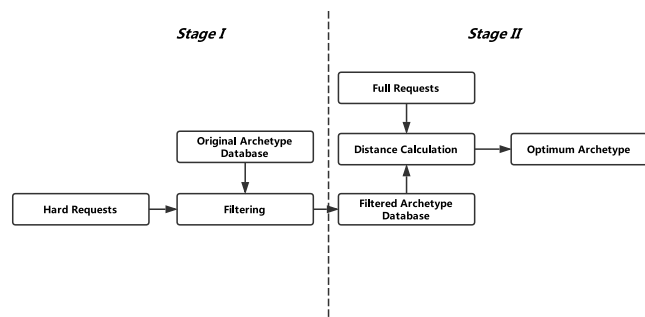 Stage I
Stage II
Full Requests
Original Archetype
Database
Distance Calculation
Optimum Archetype
Hard Requests
Filtering
Filtered Archetype
Database